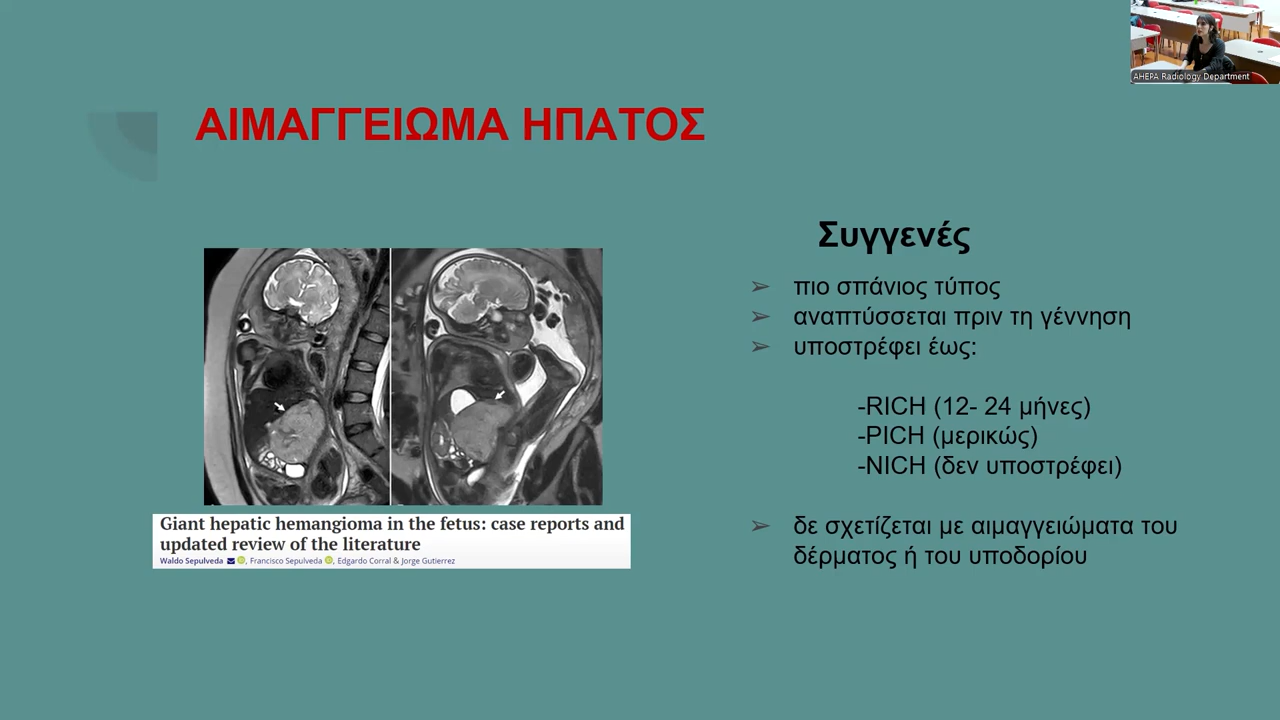 AHEPA Radiology Department
ΑΙΜΑΓΓΕΙΩΜΑ ΗΠΑΤΟΣ
Συγγενές
➢ πιο σπάνιος τύπος
➢ αναπτύσσεται πριν τη γέννηση
➢ υποστρέφει έως:
-RICH (12- 24 μήνες)
-PICH (μερικώς)
-NICH (δεν υποστρέφει)
➢ δε σχετίζεται με αιμαγγειώματα του
δέρματος ή του υποδορίου
Giant hepatic hemangioma in the fetus: case reports and
updated review of the literature
Waldo Sepulveda, Francisco Sepulveda, Edgardo Corral & Jorge Gutierrez